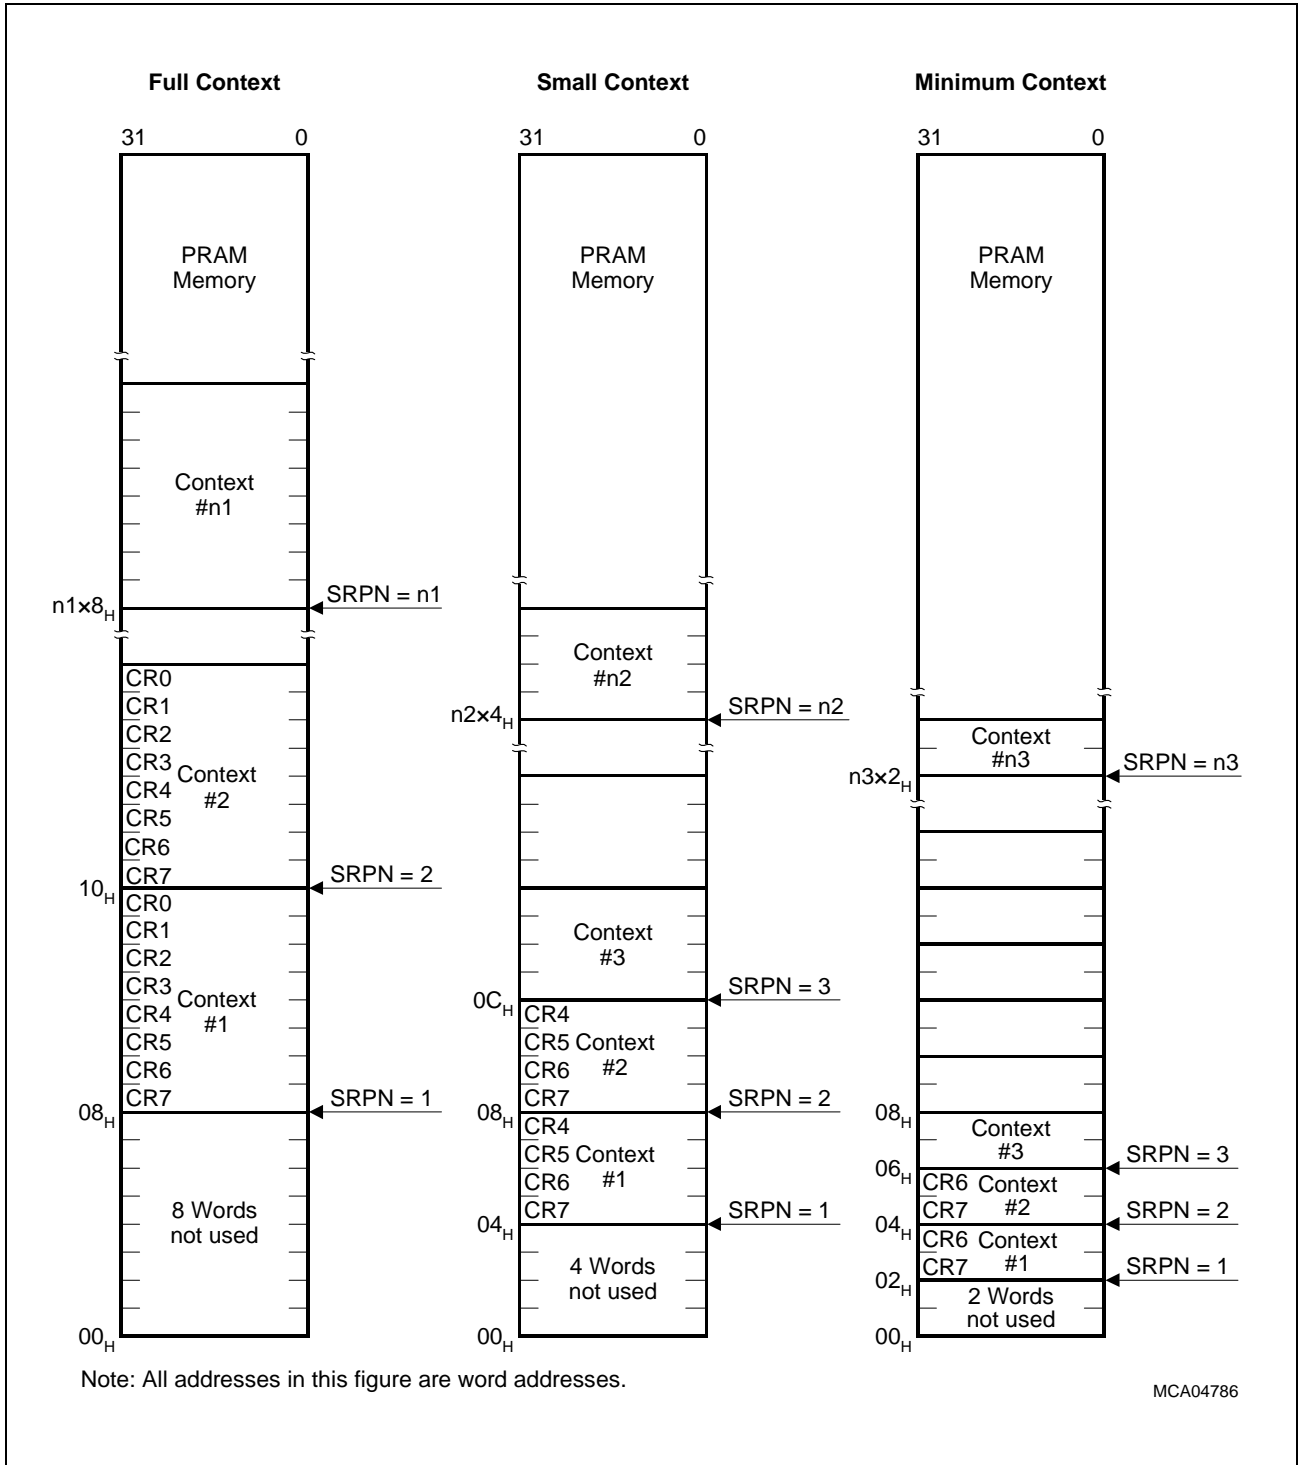 Full Context
31 0
PRAM
Memory
Context
#n1
n1×8H
SRPN = n1
CR0
CR1
CR2
CR3
CR4
CR5
CR6
CR7
Context
#2
10H
SRPN = 2
CR0
CR1
CR2
CR3
CR4
CR5
CR6
CR7
Context
#1
08H
SRPN = 1
8 Words
not used
00H
Small Context
31 0
PRAM
Memory
Context
#n2
n2×4H
SRPN = n2
Context
#3
0CH
SRPN = 3
CR4
CR5
CR6
CR7
Context
#2
08H
SRPN = 2
CR4
CR5
CR6
CR7
Context
#1
04H
SRPN = 1
4 Words
not used
00H
Minimum Context
31 0
PRAM
Memory
Context
#n3
n3×2H
SRPN = n3
08H
Context
#3
06H
SRPN = 3
CR6
CR7
Context
#2
04H
SRPN = 2
CR6
CR7
Context
#1
02H
SRPN = 1
2 Words
not used
00H
Note: All addresses in this figure are word addresses.
MCA04786